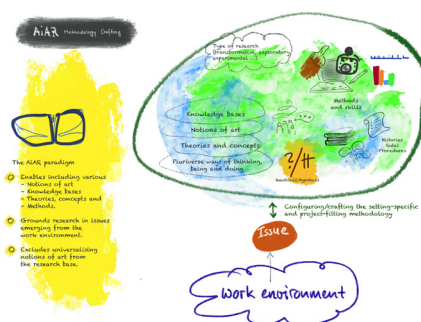 AiAR Methodology Crafting
The AiAR paradigm
Enables including various
- Notions of art
- Knowledge bases
- Theories, concepts and
- Methods.
Grounds research in issues
emerging from the
work environment.
Excludes universalising
notions of art from
the research base.
Type of research
(transformative, exploratory,
experimental ...)
Methods
and skills
Knowledge bases
Notions of art
Theories and concepts
Pluriverse ways of thinking,
being and doing
?/H
Histories
Rules
Procedures
Configuring/crafting the setting-specific
and project-fitting methodology
Issue
Work environment